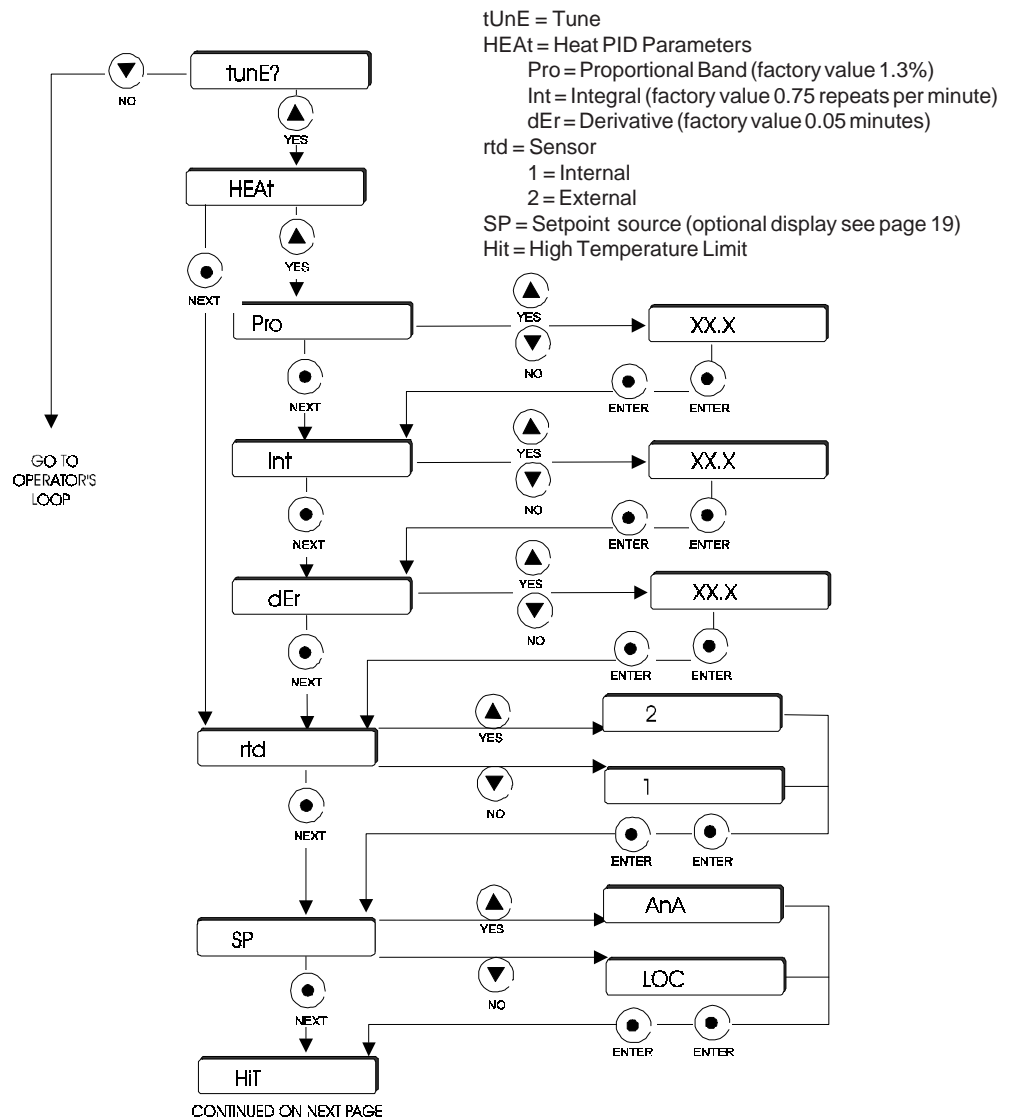 tUnE = Tune
HEAt = Heat PID Parameters
Pro = Proportional Band (factory value 1.3%)
Int = Integral (factory value 0.75 repeats per minute)
dEr = Derivative (factory value 0.05 minutes)
rtd = Sensor
1 = Internal
2 = External
SP = Setpoint source (optional display see page 19)
Hit = High Temperature Limit
NO
tunE?
YES
HEAt
YES
NEXT
Pro
YES
NO
XX.X
NEXT
ENTER ENTER
GO TO
OPERATOR'S
LOOP
Int
YES
NO
XX.X
NEXT
ENTER ENTER
dEr
YES
NO
XX.X
NEXT
ENTER ENTER
rtd
YES
2
NO
1
NEXT
ENTER ENTER
SP
YES
AnA
NO
LOC
NEXT
ENTER ENTER
HiT
CONTINUED ON NEXT PAGE